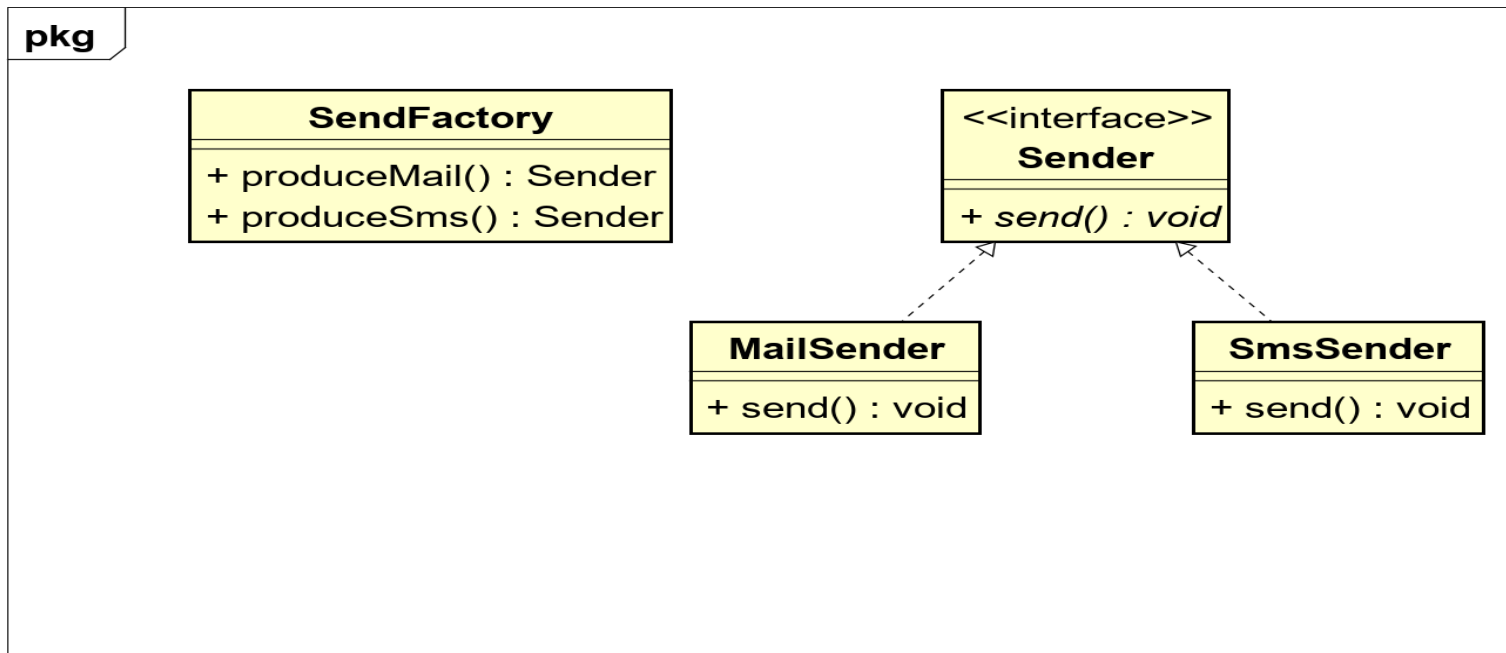 pkg
SendFactory
+ produceMail() : Sender
+ produceSms() : Sender
<<interface>>
Sender
+ send() : void
MailSender
+ send() : void
SmsSender
+ send() : void